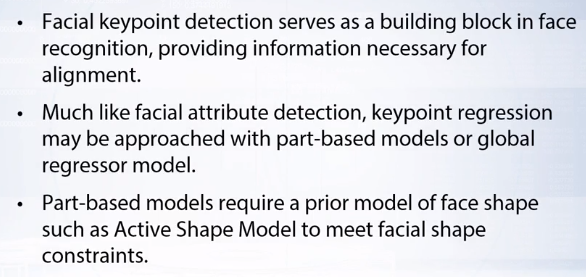 • Facial keypoint detection serves as a building block in face
recognition, providing information necessary for
alignment.
• Much like facial attribute detection, keypoint regression
may be approached with part-based models or global
regressor model.
• Part-based models require a prior model of face shape
such as Active Shape Model to meet facial shape
constraints.